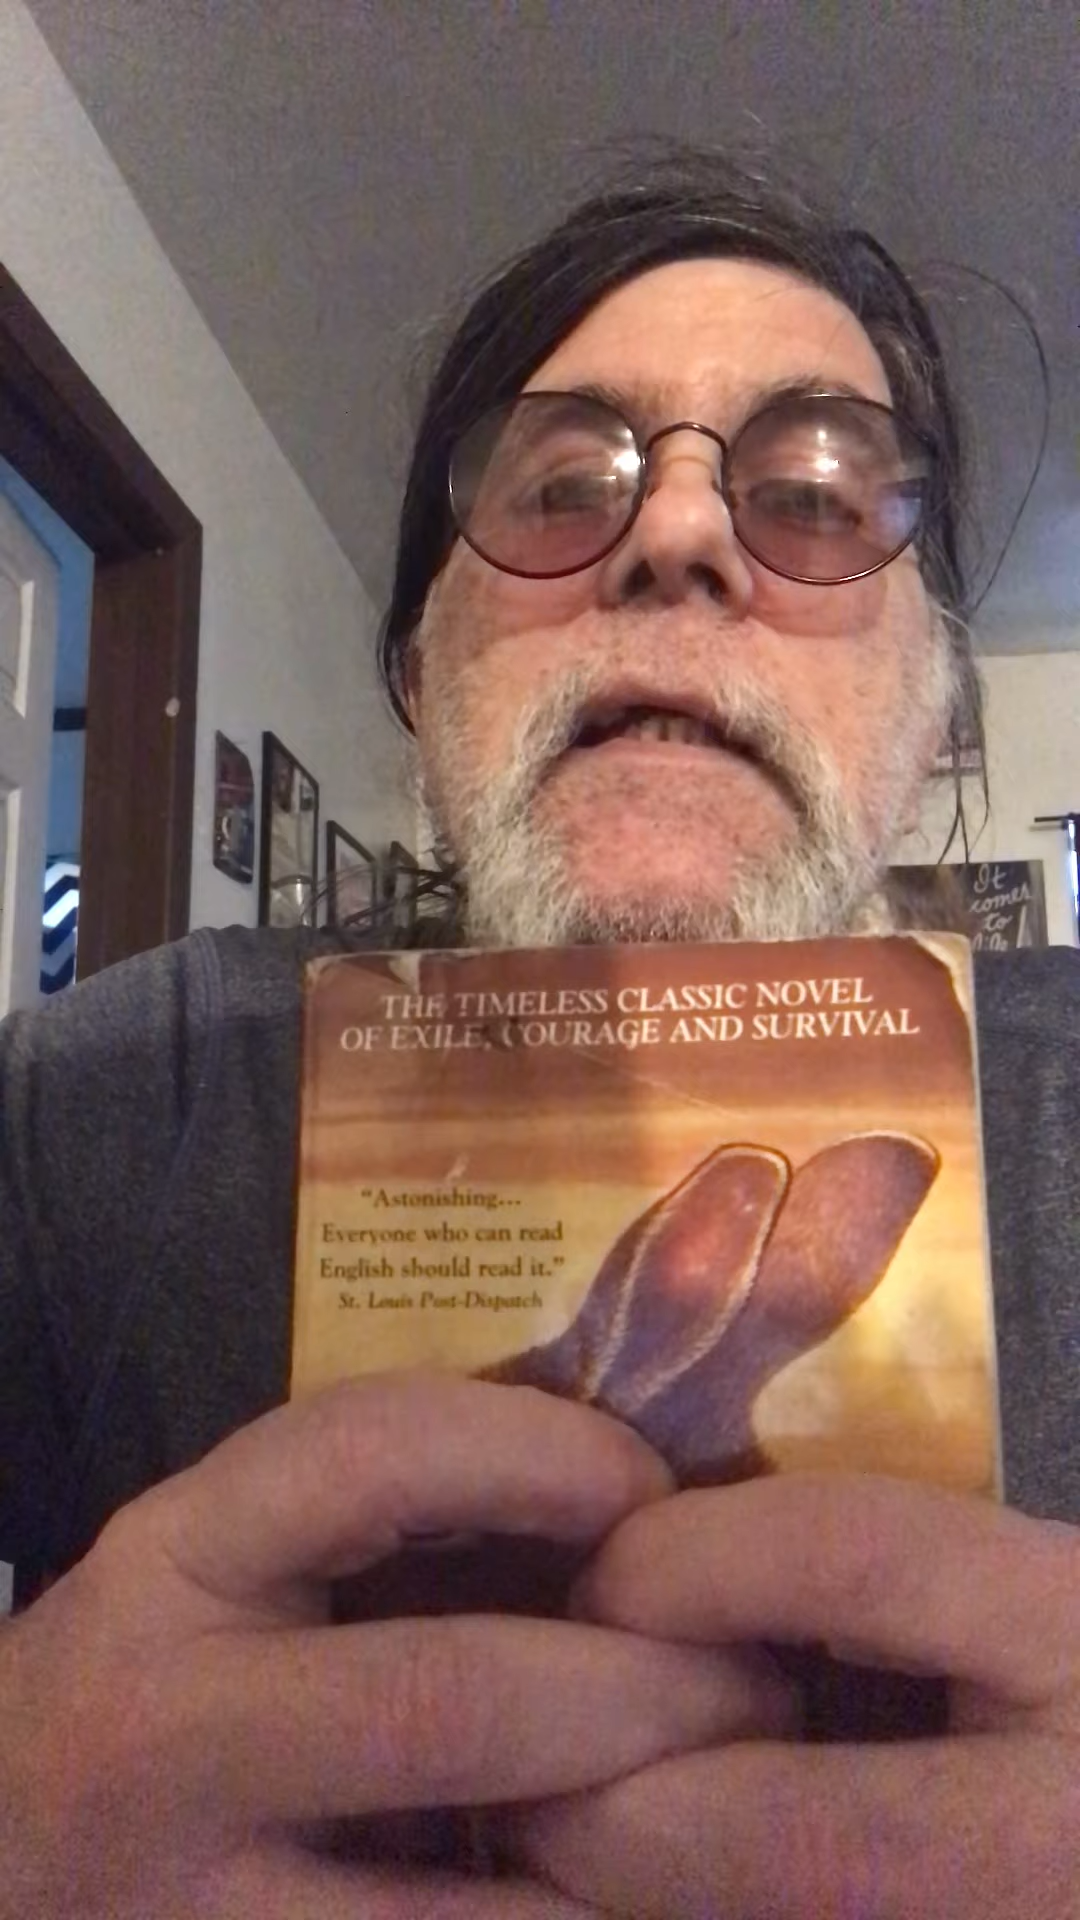 It
comes
to
life
THE TIMELESS CLASSIC NOVEL
OF EXILE, COURAGE AND SURVIVAL
“Astonishing...
Everyone who can read
English should read it.”
St. Louis Post-Dispatch